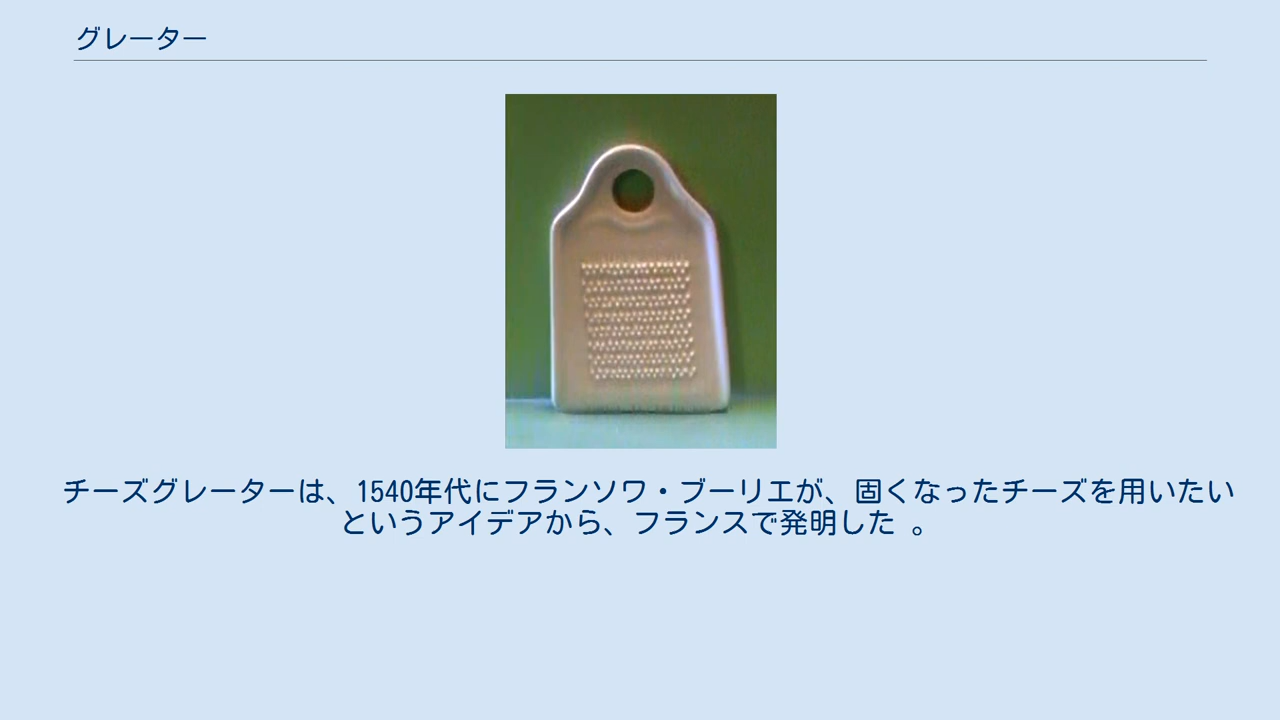 グレーター
チーズグレーターは、1540年代にフランソワ・ブーリエが、固くなったチーズを用いたい
というアイデアから、フランスで発明した 。